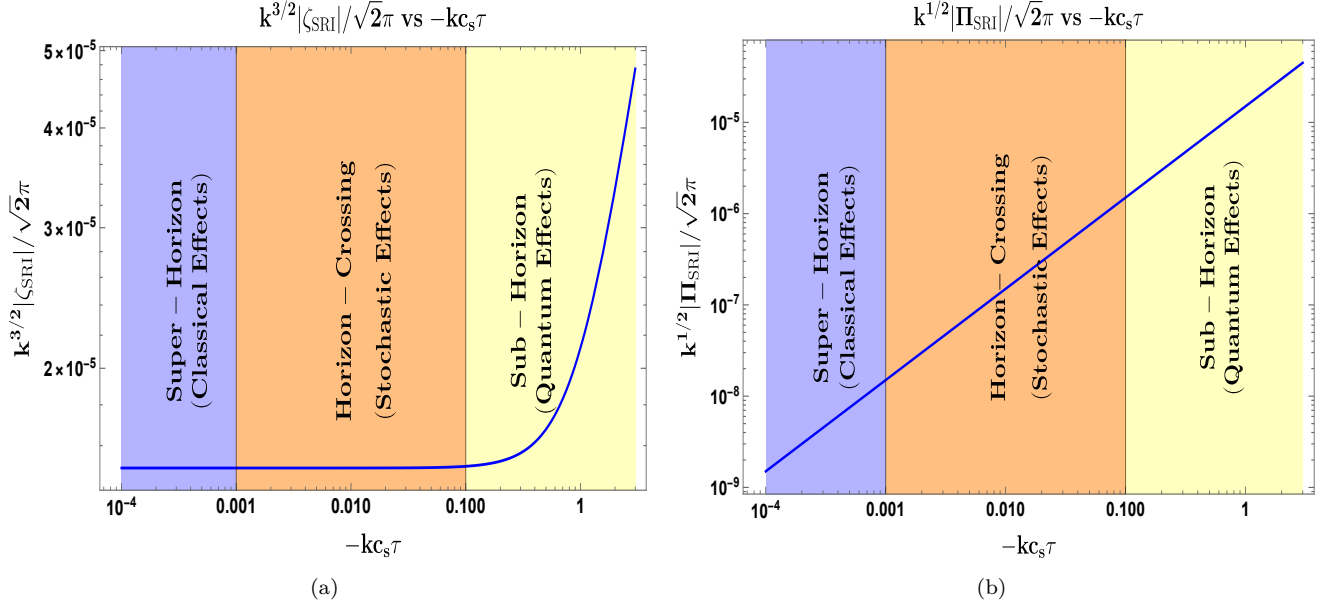 k^{3/2}|ζ_SRI|/√2π vs −kc_sτ
k^{3/2}|ζ_SRI|/√2π
5×10^-5
4×10^-5
3×10^-5
2×10^-5
Super − Horizon
(Classical Effects)
Horizon − Crossing
(Stochastic Effects)
Sub − Horizon
(Quantum Effects)
10^-4
0.001
0.010
0.100
1
−kc_sτ
(a)
k^{1/2}|Π_SRI|/√2π vs −kc_sτ
k^{1/2}|Π_SRI|/√2π
10^-5
10^-6
10^-7
10^-8
10^-9
Super − Horizon
(Classical Effects)
Horizon − Crossing
(Stochastic Effects)
Sub − Horizon
(Quantum Effects)
10^-4
0.001
0.010
0.100
1
−kc_sτ
(b)